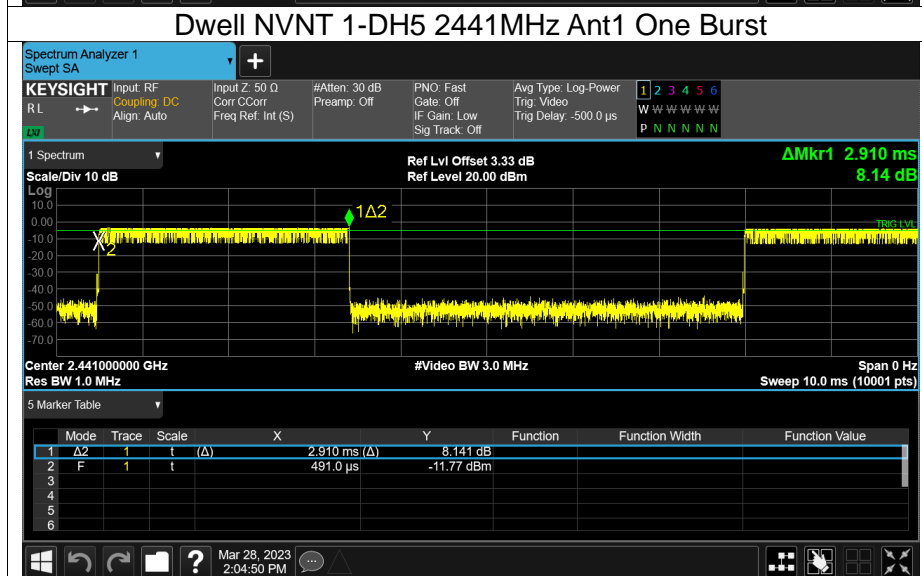 Dwell NVNT 1-DH5 2441MHz Ant1 One Burst
Spectrum Analyzer 1
Swept SA
+
KEYSIGHT Input: RF Input Z: 50 Ω #Atten: 30 dB PNO: Fast Avg Type: Log-Power 1 2 3 4 5 6
RL Coupling: DC Corr CCorr Preamp: Off Gate: Off Trig: Video W W W W W W
Align: Auto Freq Ref: Int (S) IF Gain: Low Trig Delay: -500.0 µs
LXI Sig Track: Off P N N N N N
1 Spectrum Ref Lvl Offset 3.33 dB ΔMkr1 2.910 ms
Scale/Div 10 dB Ref Level 20.00 dBm 8.14 dB
Log
10.0
1Δ2
0.00
TRIG LVL
-10.0
2
-20.0
-30.0
-40.0
-50.0
-60.0
-70.0
Center 2.441000000 GHz #Video BW 3.0 MHz Span 0 Hz
Res BW 1.0 MHz Sweep 10.0 ms (10001 pts)
5 Marker Table
Mode Trace Scale X Y Function Function Width Function Value
1 Δ2 1 t (Δ) 2.910 ms (Δ) 8.141 dB
2 F 1 t 491.0 µs -11.77 dBm
3
4
5
6
? Mar 28, 2023
2:04:50 PM